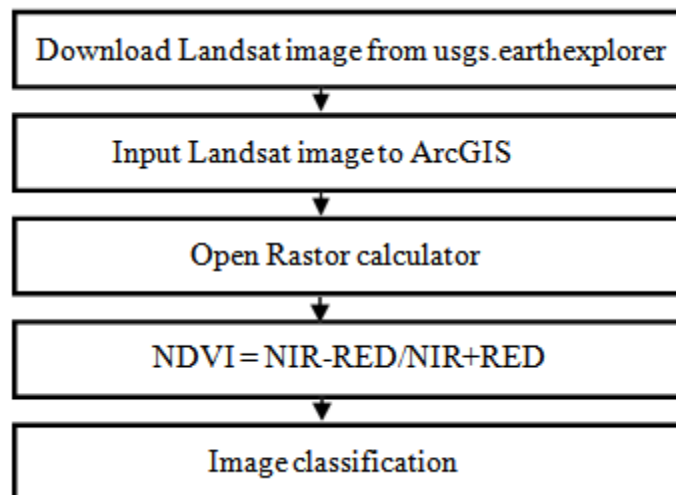 Download Landsat image from usgs.earthexplorer
Input Landsat image to ArcGIS
Open Rastor calculator
NDVI = NIR-RED/NIR+RED
Image classification